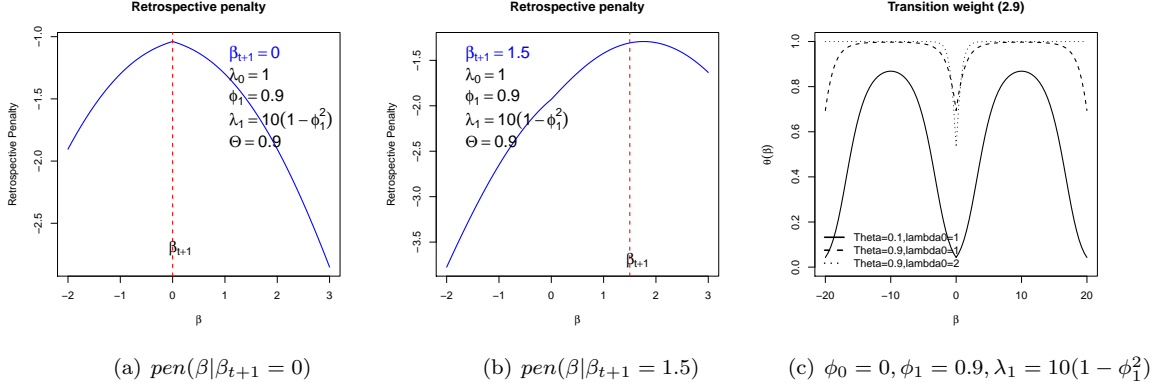 Retrospective penalty
Retrospective Penalty
−1.0
−1.5
−2.0
−2.5
β_{t+1} = 0
λ_0 = 1
ϕ_1 = 0.9
λ_1 = 10(1 − ϕ_1^2)
Θ = 0.9
β_{t+1}
−2 −1 0 1 2 3
β
(a) pen(β|β_{t+1} = 0)
Retrospective penalty
Retrospective Penalty
−1.5
−2.0
−2.5
−3.0
−3.5
β_{t+1} = 1.5
λ_0 = 1
ϕ_1 = 0.9
λ_1 = 10(1 − ϕ_1^2)
Θ = 0.9
β_{t+1}
−2 −1 0 1 2 3
β
(b) pen(β|β_{t+1} = 1.5)
Transition weight (2.9)
θ(β)
1.0
0.8
0.6
0.4
0.2
0.0
Theta=0.1,lambda0=1
Theta=0.9,lambda0=1
Theta=0.9,lambda0=2
−20 −10 0 10 20
β
(c) ϕ_0 = 0, ϕ_1 = 0.9, λ_1 = 10(1 − ϕ_1^2)